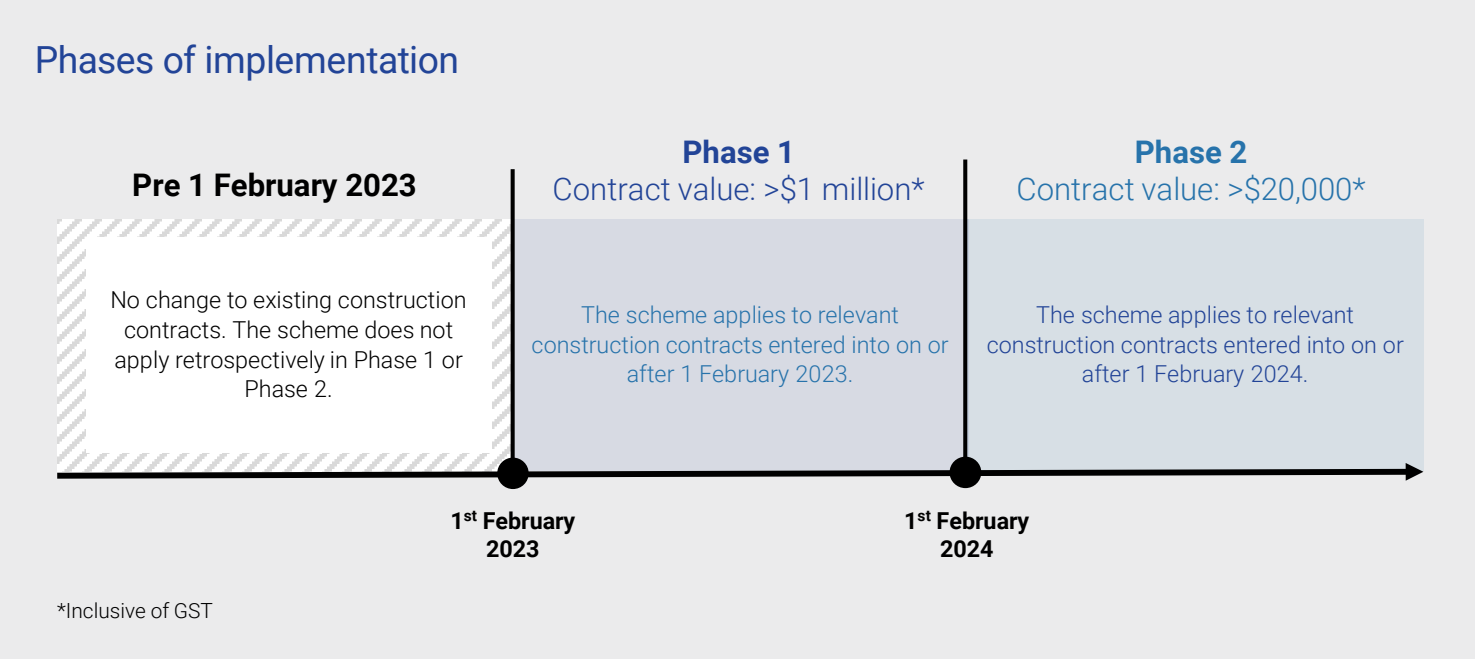 Phases of implementation
Pre 1 February 2023
No change to existing construction
contracts. The scheme does not
apply retrospectively in Phase 1 or
Phase 2.
Phase 1
Contract value: >$1 million*
The scheme applies to relevant
construction contracts entered into on or
after 1 February 2023.
Phase 2
Contract value: >$20,000*
The scheme applies to relevant
construction contracts entered into on or
after 1 February 2024.
1st February
2023
1st February
2024
*Inclusive of GST